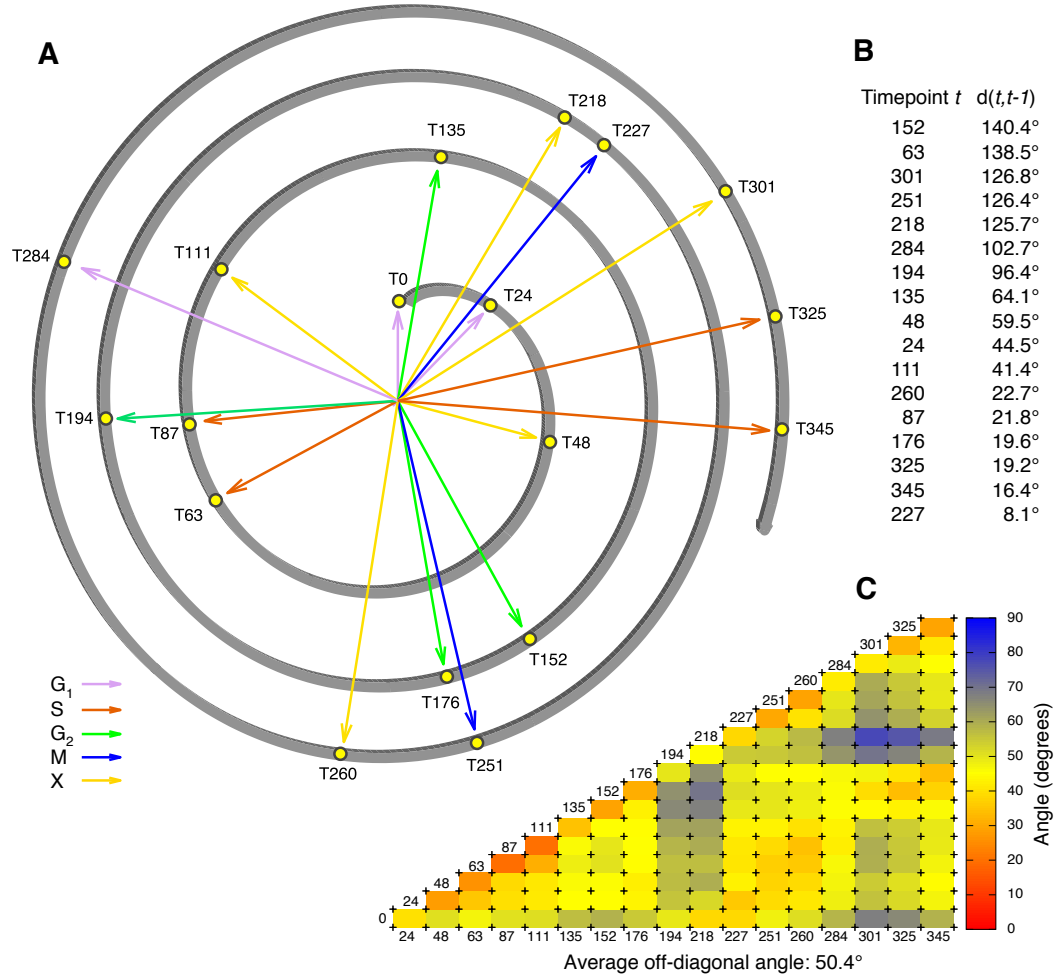 A
T218
T227
T135
T301
T284
T111
T0
T24
T325
T194
T87
T48
T345
T63
T152
T176
T251
T260
G1
S
G2
M
X
B
Timepoint t d(t,t-1)
152 140.4°
63 138.5°
301 126.8°
251 126.4°
218 125.7°
284 102.7°
194 96.4°
135 64.1°
48 59.5°
24 44.5°
111 41.4°
260 22.7°
87 21.8°
176 19.6°
325 19.2°
345 16.4°
227 8.1°
C
325
301
284
260
251
227
218
194
176
152
135
111
87
63
48
24
0
24 48 63 87 111 135 152 176 194 218 227 251 260 284 301 325 345
Average off-diagonal angle: 50.4°
90
80
70
60
50
40
30
20
10
0
Angle (degrees)